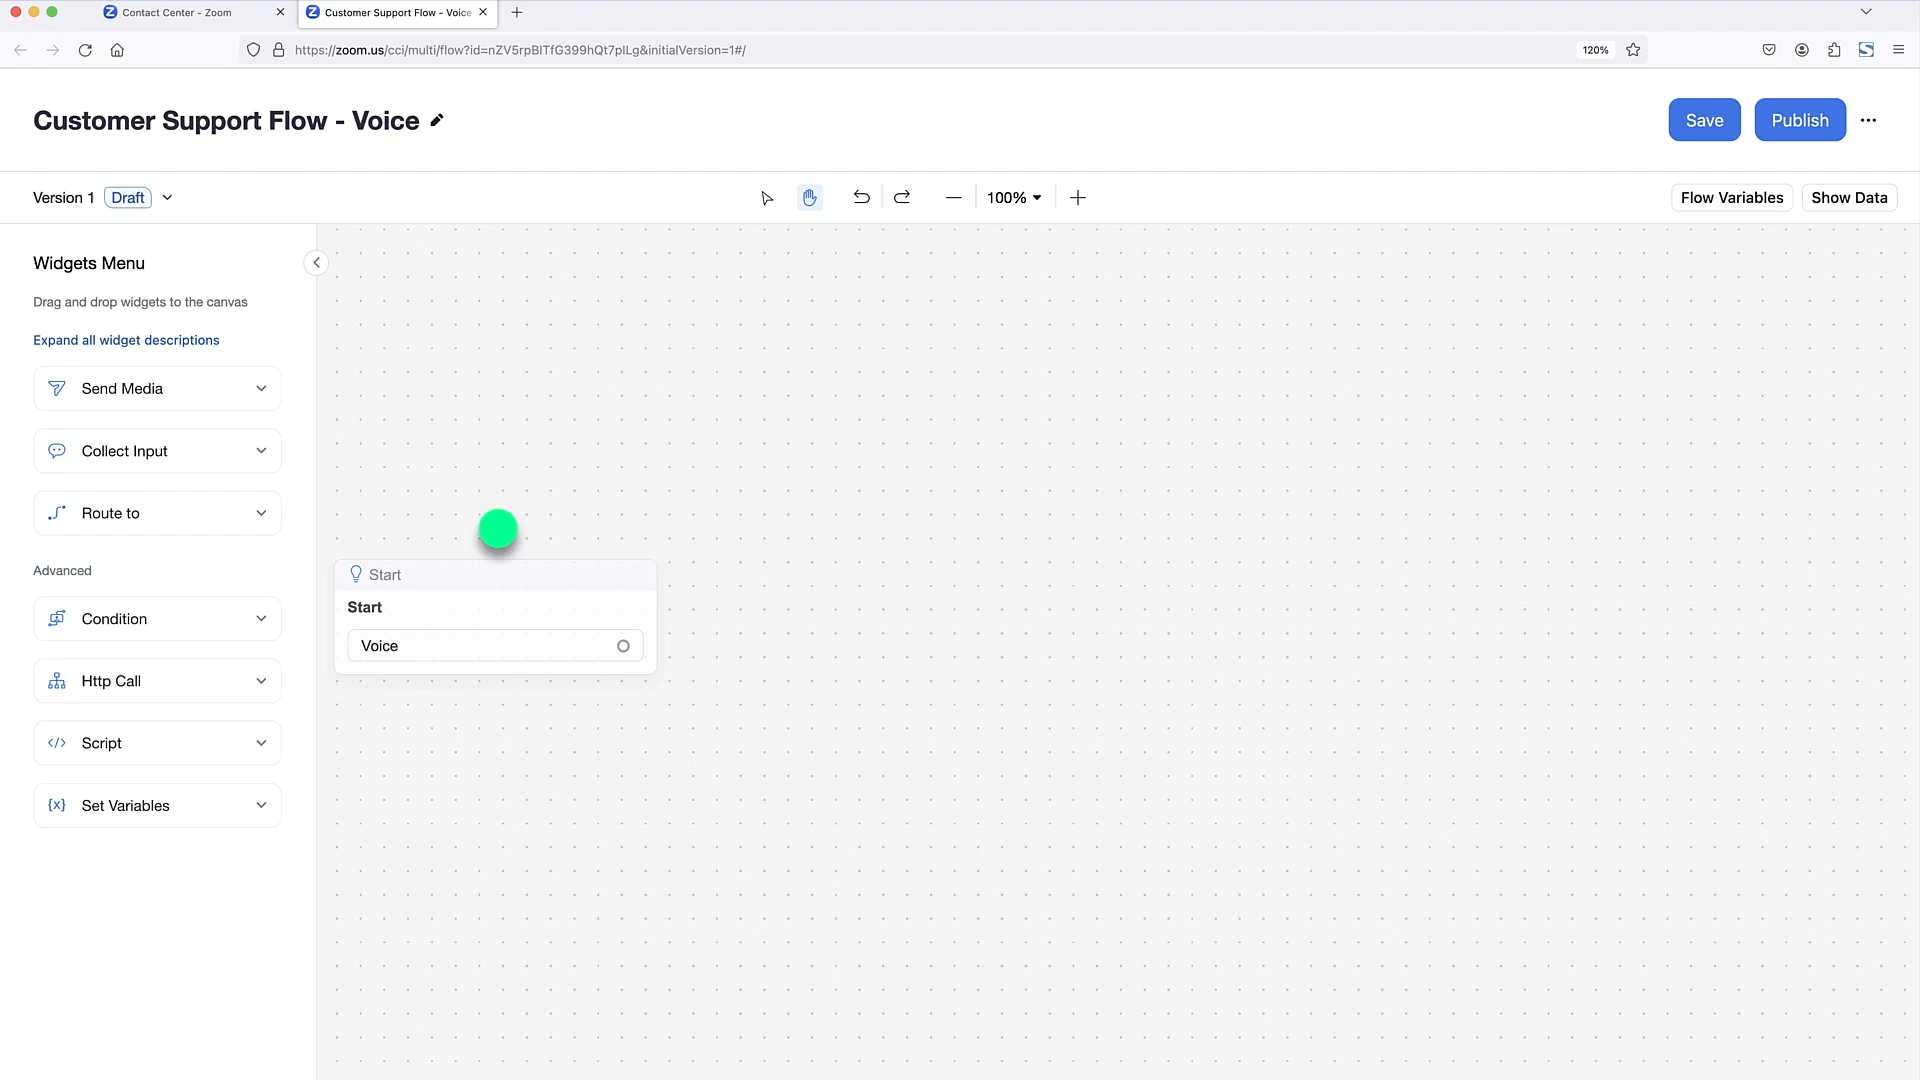 Contact Center - Zoom
Customer Support Flow - Voice
https://zoom.us/cci/multi/flow?id=nZV5rpBlTfG399hQt7plLg&initialVersion=1#/
120%
Customer Support Flow - Voice
Save
Publish
Version 1
Draft
100%
Flow Variables
Show Data
Widgets Menu
Drag and drop widgets to the canvas
Expand all widget descriptions
Send Media
Collect Input
Route to
Advanced
Condition
Http Call
Script
Set Variables
Start
Start
Voice